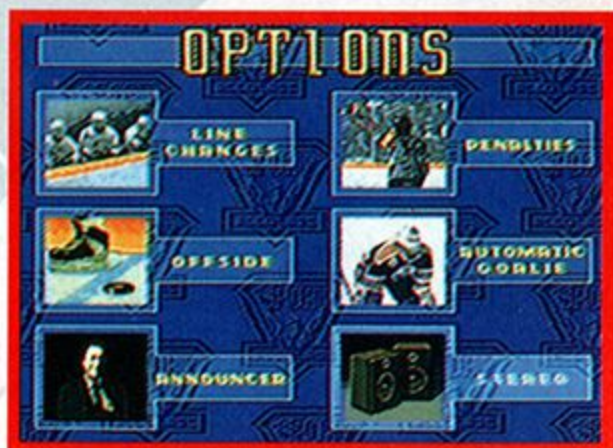 OPTIONS
LINE
CHANGES
PENALTIES
OFFSIDE
AUTOMATIC
GOALIE
ANNOUNCER
STEREO